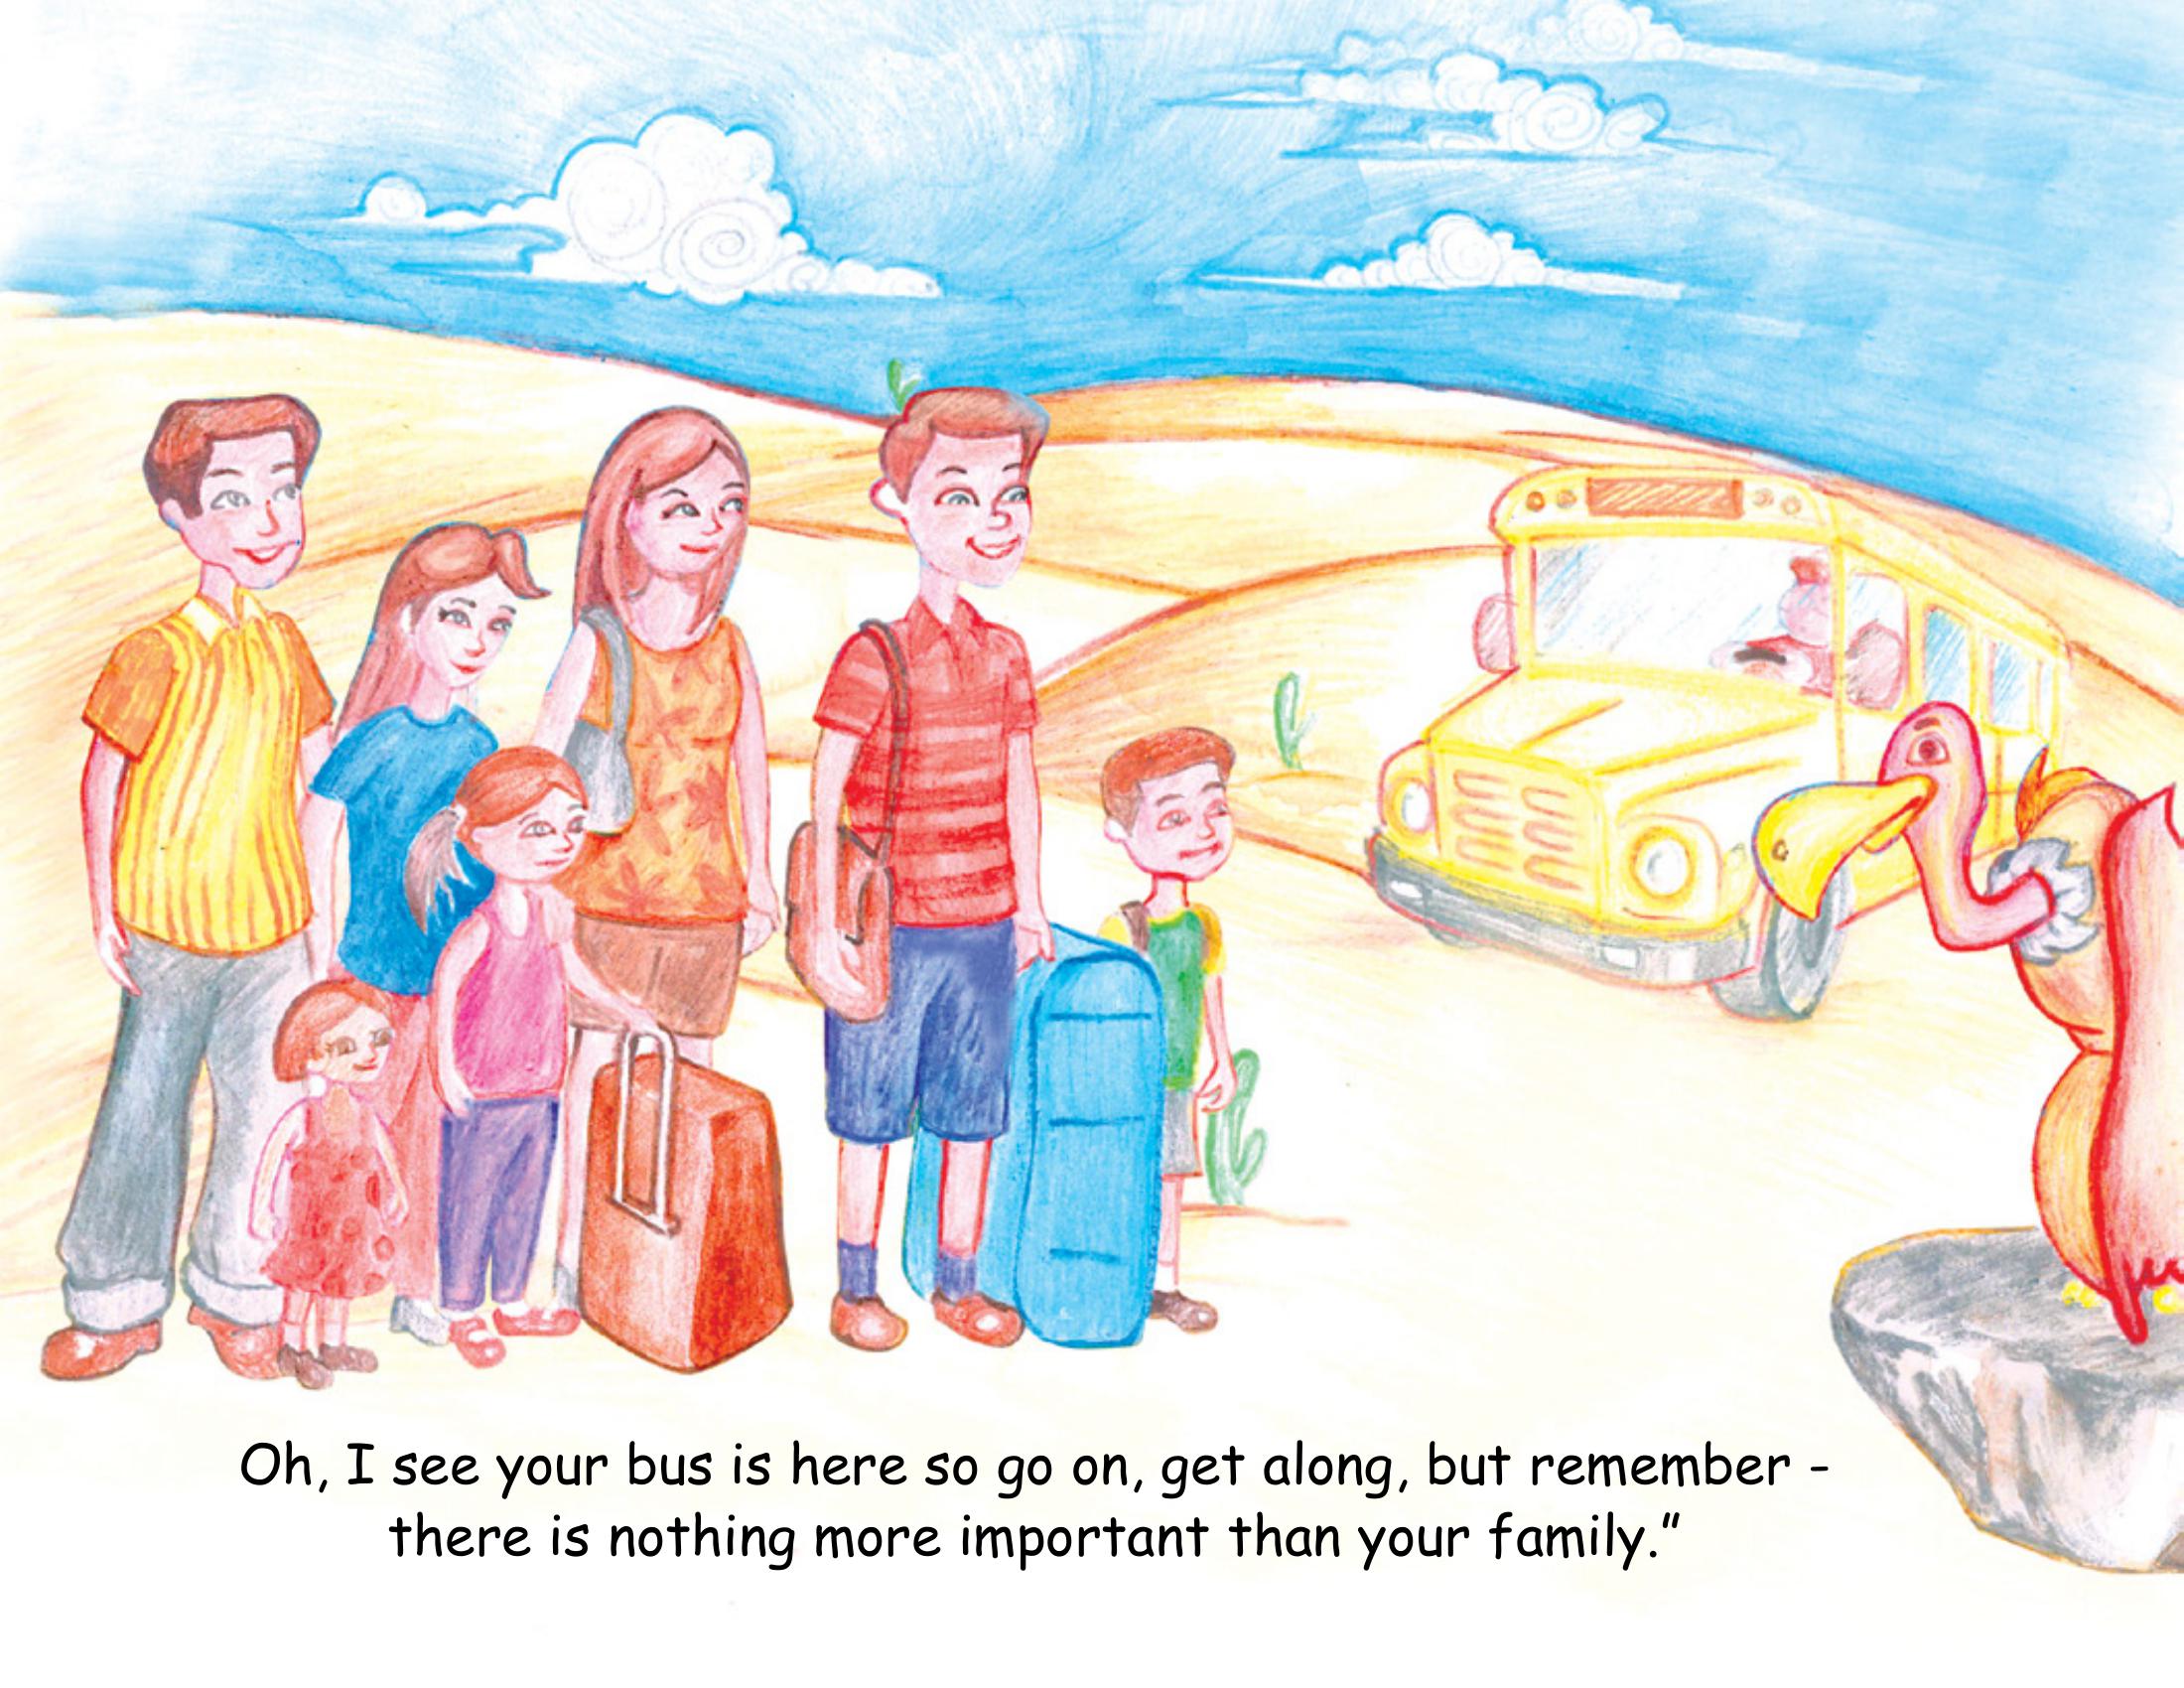 Oh, I see your bus is here so go on, get along, but remember -
there is nothing more important than your family.”